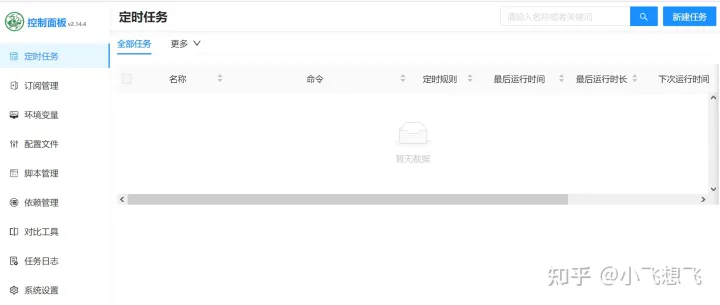 控制面板 v2.14.4
定时任务
请输入名称或者关键词
新建任务
全部任务 更多
名称 命令 定时规则 最后运行时间 最后运行时长 下次运行时间
暂无数据
定时任务
订阅管理
环境变量
配置文件
脚本管理
依赖管理
对比工具
任务日志
系统设置
知乎 @小飞想飞